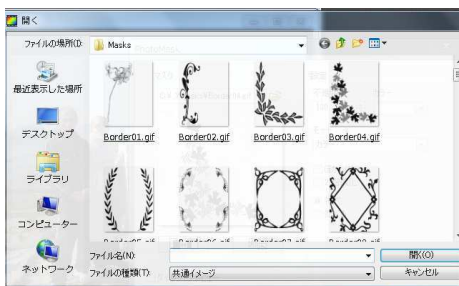 開く
ファイルの場所(I):
Masks
最近表示した場所
デスクトップ
ライブラリ
コンピューター
ネットワーク
Border01.gif
Border02.gif
Border03.gif
Border04.gif
ファイル名(N):
開く(O)
ファイルの種類(T):
共通イメージ
キャンセル